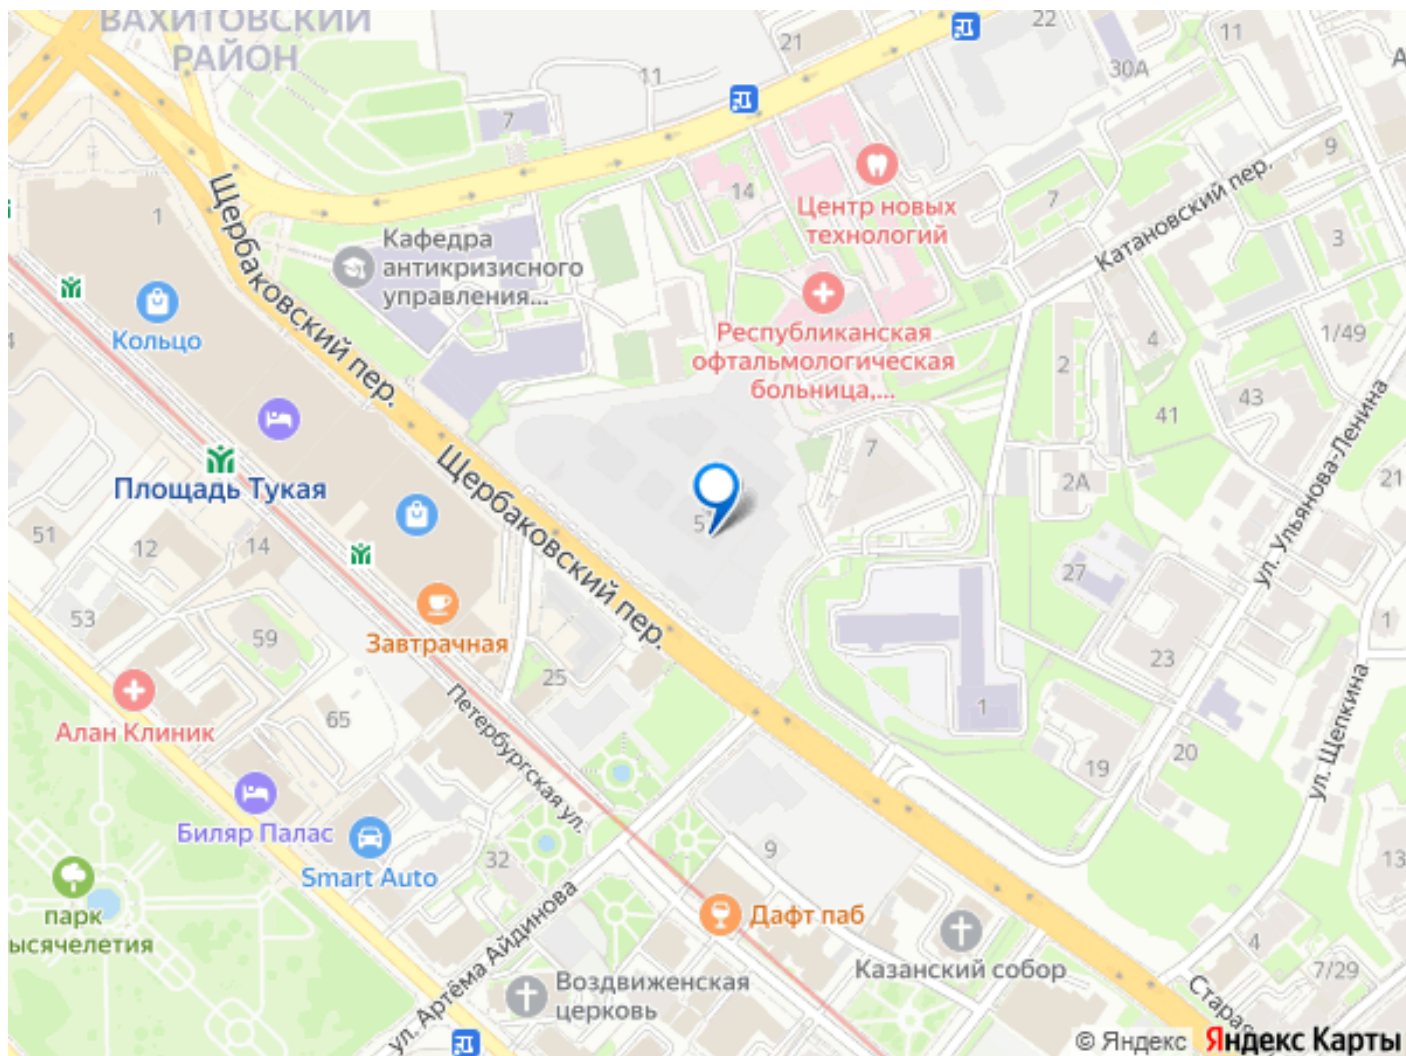 ВАХИТОВСКИЙ
РАЙОН
22
21
11
30А
11
7
9
14
Центр новых
технологий
7
Катановский пер.
3
1
Щербаковский пер.
Кафедра
антикризисного
управления...
Кольцо
Республиканская
офтальмологическая
больница,...
2
4
1/49
41
43
7
Щербаковский пер.
Площадь Тукая
2А
21
51
12
14
ул. Ульянова-Ленина
27
53
59
Завтрачная
25
23
1
Алан Клиник
65
Петербургская ул.
1
19
20
ул. Щепкина
Биляр Палас
Smart Auto
32
9
13
парк
ысячелетия
ул. Артёма Айдинова
Дафт паб
Казанский собор
4
7/29
Воздвиженская
церковь
Старая
© Яндекс Яндекс Карты